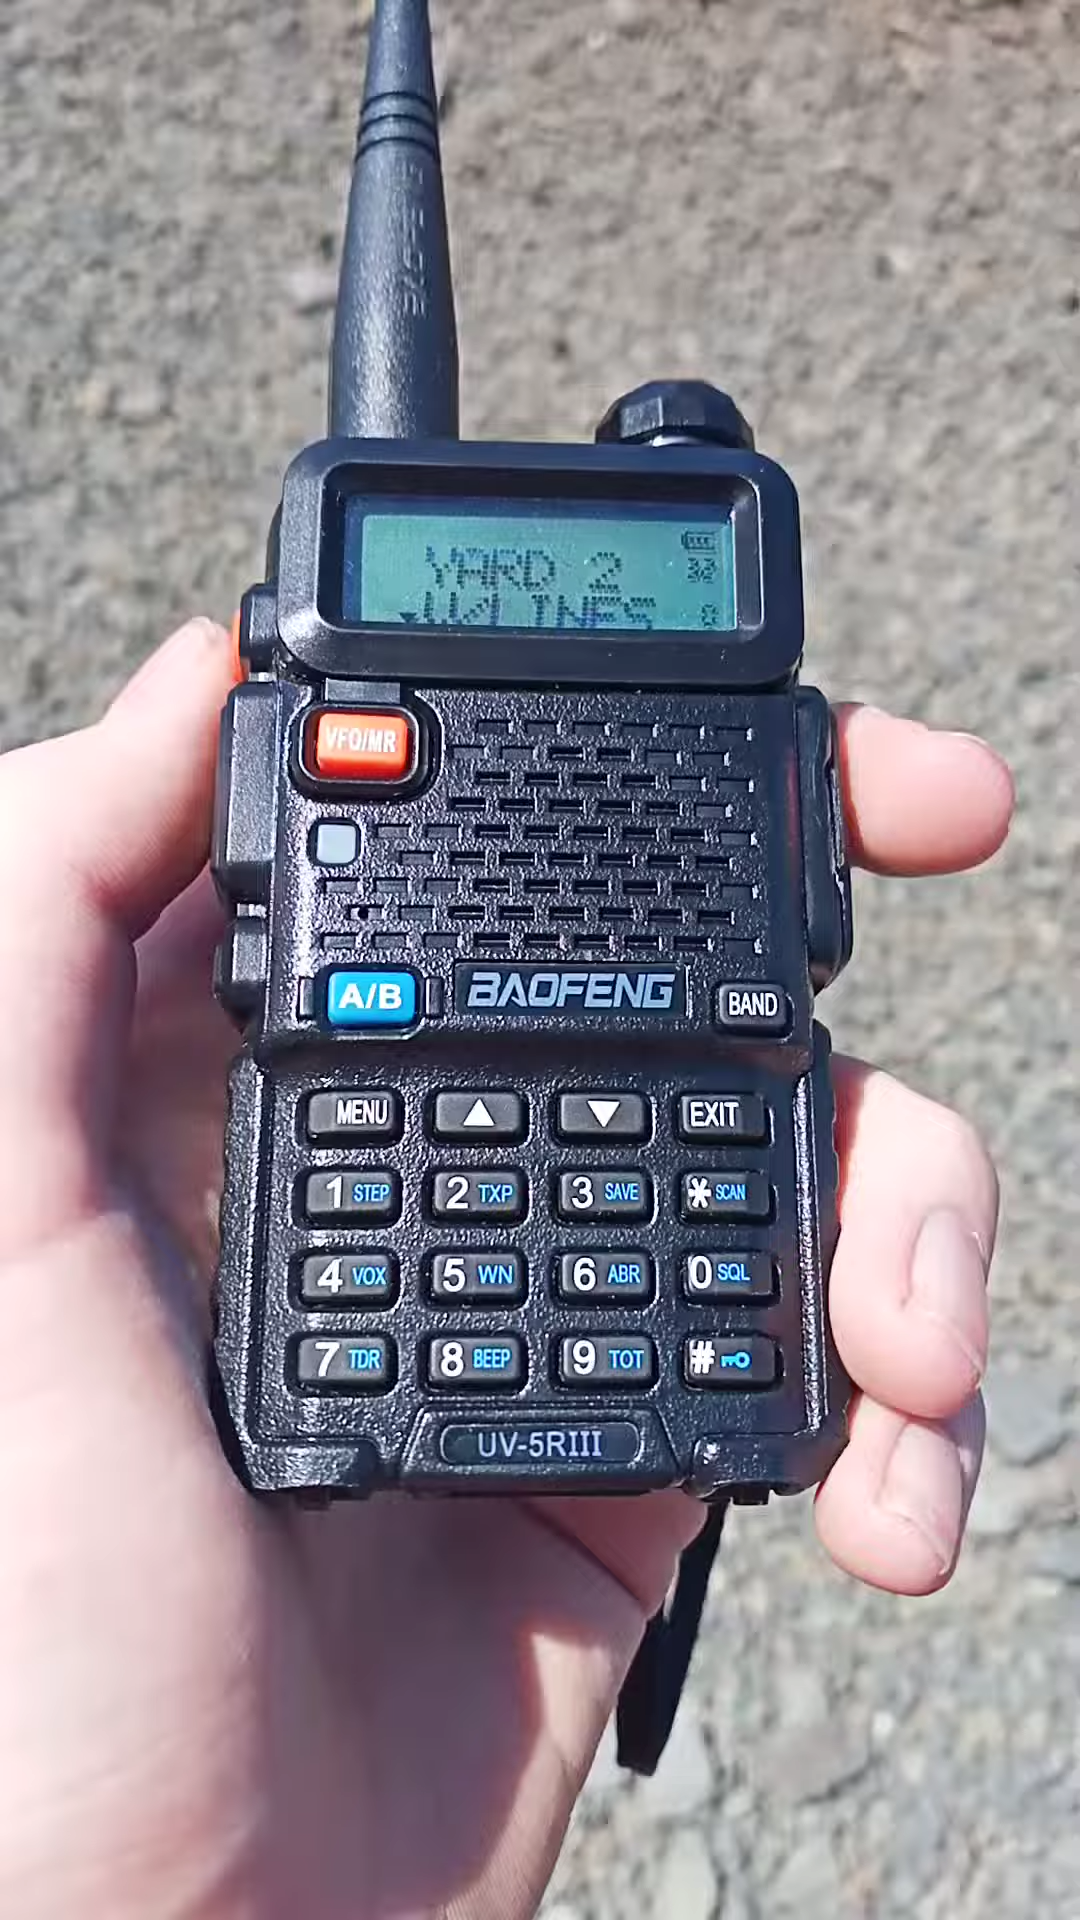 YARD 2
VFO/MR
A/B
BAOFENG
BAND
MENU ▲ ▼ EXIT
1 STEP 2 TXP 3 SAVE * SCAN
4 VOX 5 WN 6 ABR 0 SQL
7 TDR 8 BEEP 9 TOT #
UV-5RIII